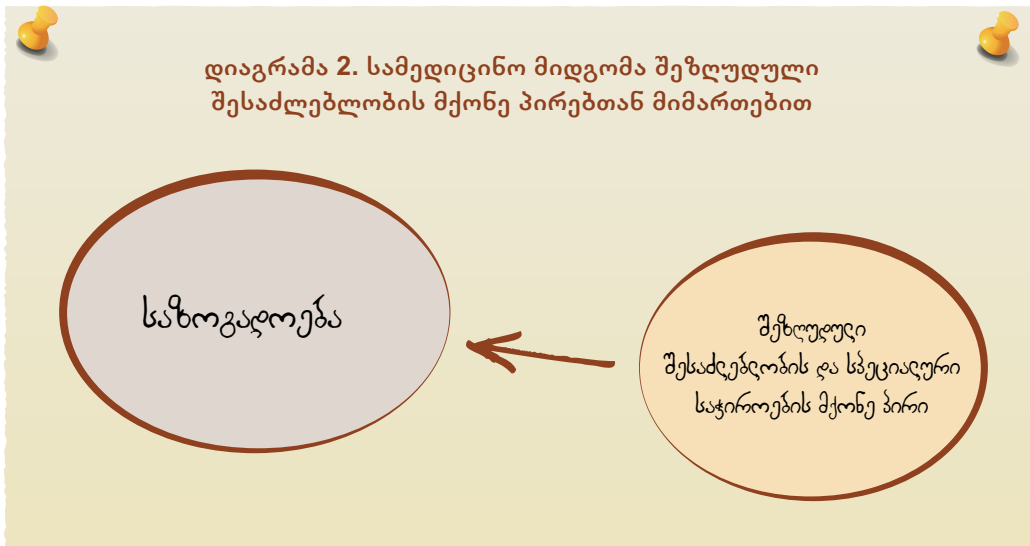 დიაგრამა 2. სამედიცინო მიდგომა შეზღუდული
შესაძლებლობის მქონე პირებთან მიმართებით
საზოგადოება
შეზღუდული
შესაძლებლობის და სპეციალური
საჭიროების მქონე პირი